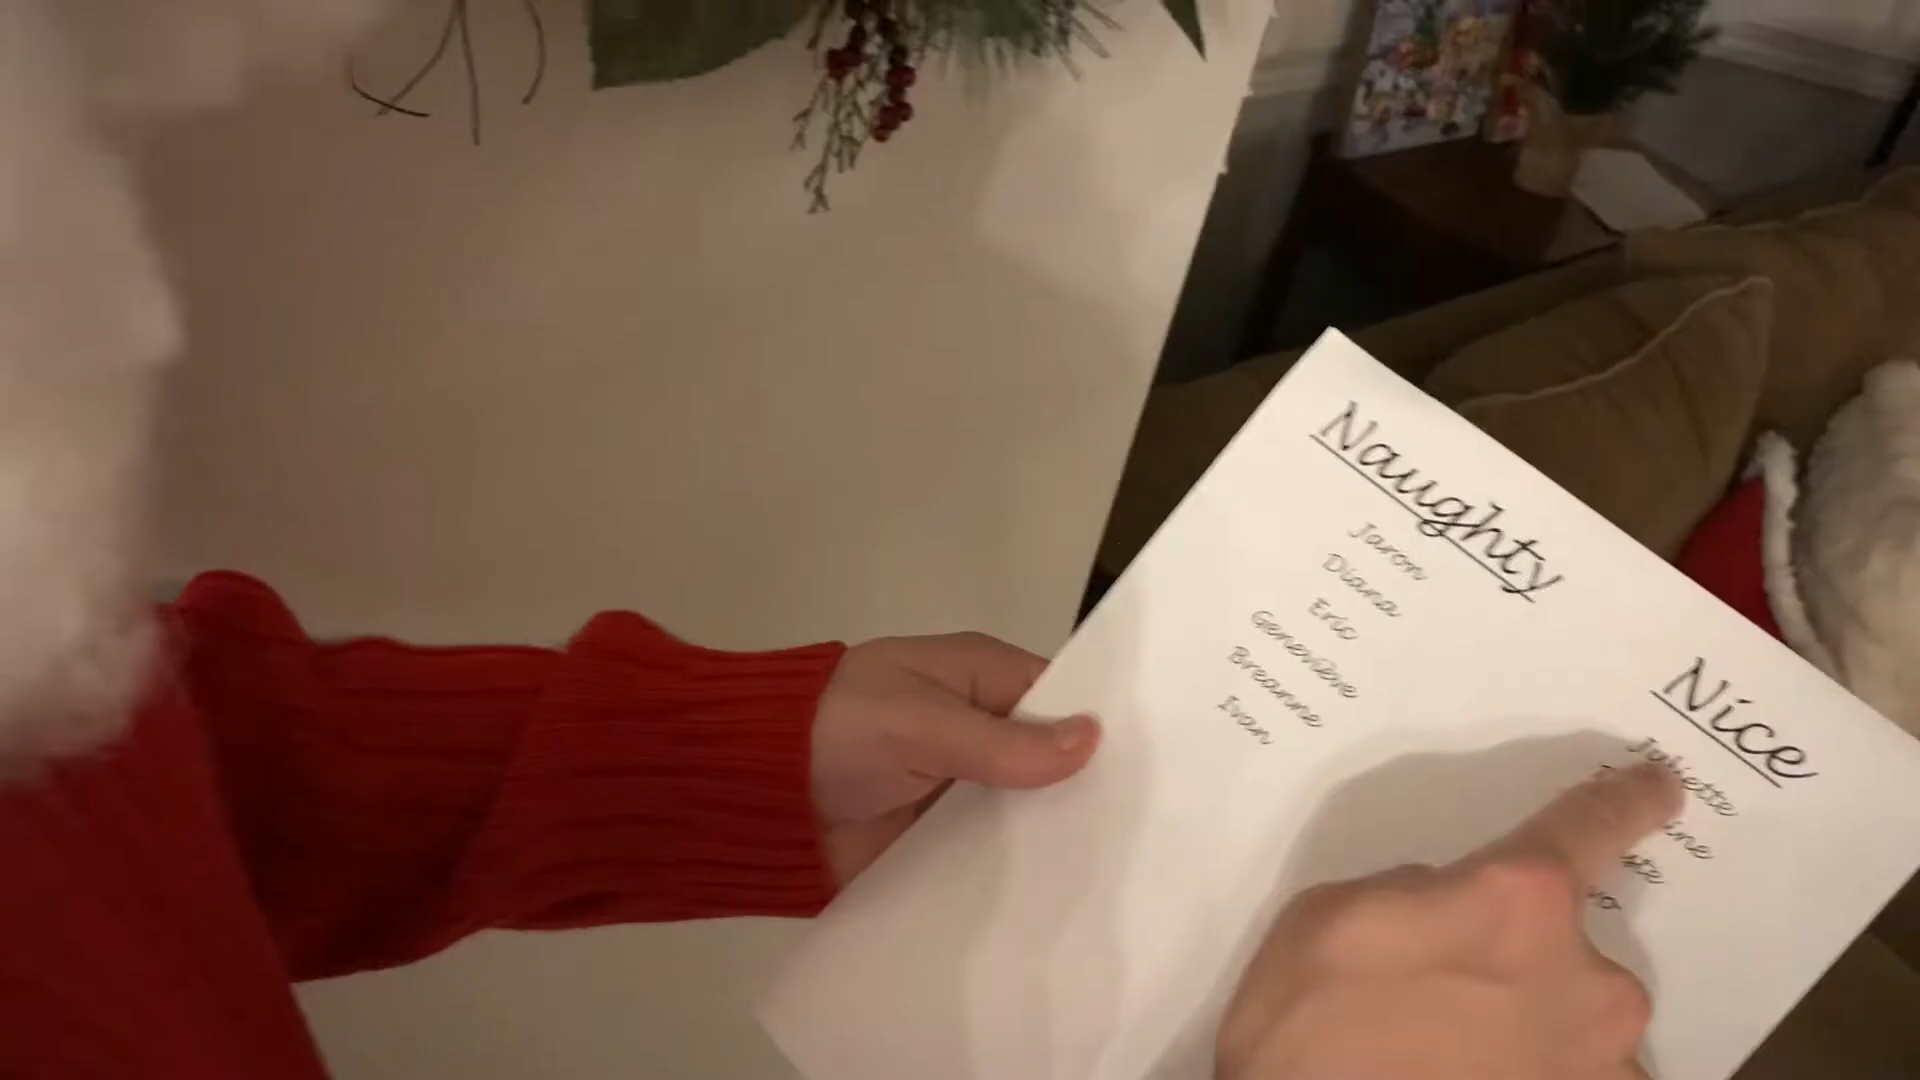 Naughty
Jaron
Diana
Eric
Geneviève
Breanne
Ivan
Nice
Juliette